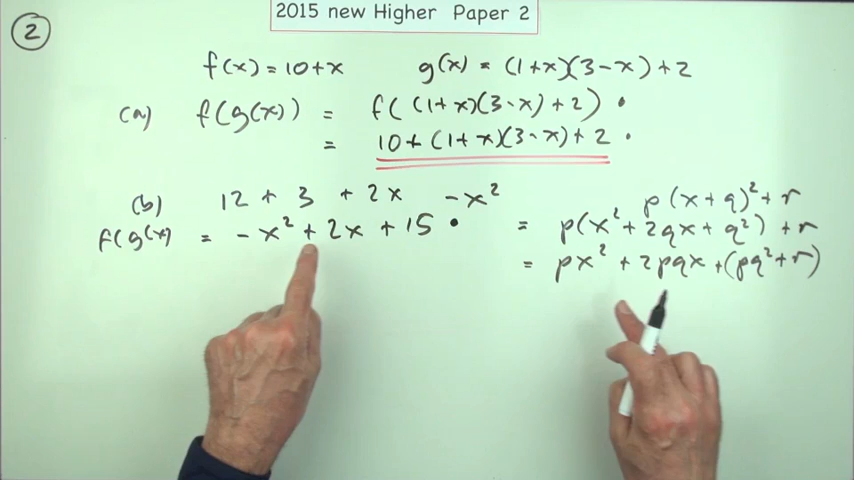 2015 new Higher Paper 2
2
f(x) = 10+x g(x) = (1+x)(3-x)+2
(a) f(g(x)) = f((1+x)(3-x)+2) •
= 10+(1+x)(3-x)+2 •
(b) 12 + 3 + 2x -x² p(x+q)²+r
f(g(x) = -x² + 2x + 15 • = p(x²+2qx+q²) +r
= px² + 2pqx +(pq²+r)